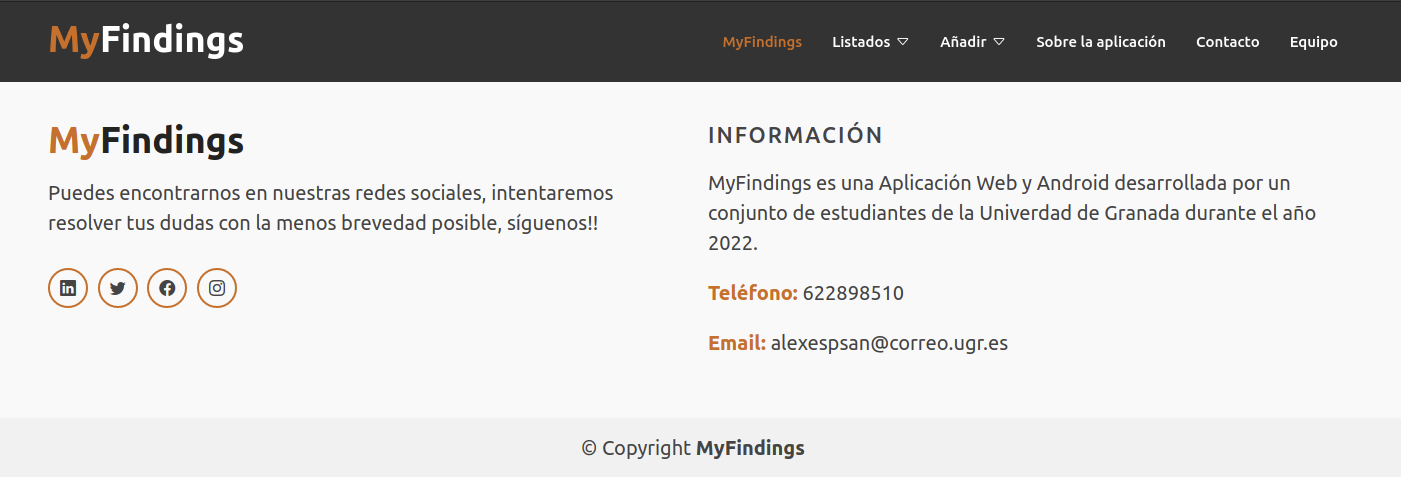 MyFindings
MyFindings Listados Añadir Sobre la aplicación Contacto Equipo
MyFindings
Puedes encontrarnos en nuestras redes sociales, intentaremos
resolver tus dudas con la menos brevedad posible, síguenos!!
INFORMACIÓN
MyFindings es una Aplicación Web y Android desarrollada por un
conjunto de estudiantes de la Univerdad de Granada durante el año
2022.
Teléfono: 622898510
Email: alexespsan@correo.ugr.es
© Copyright MyFindings